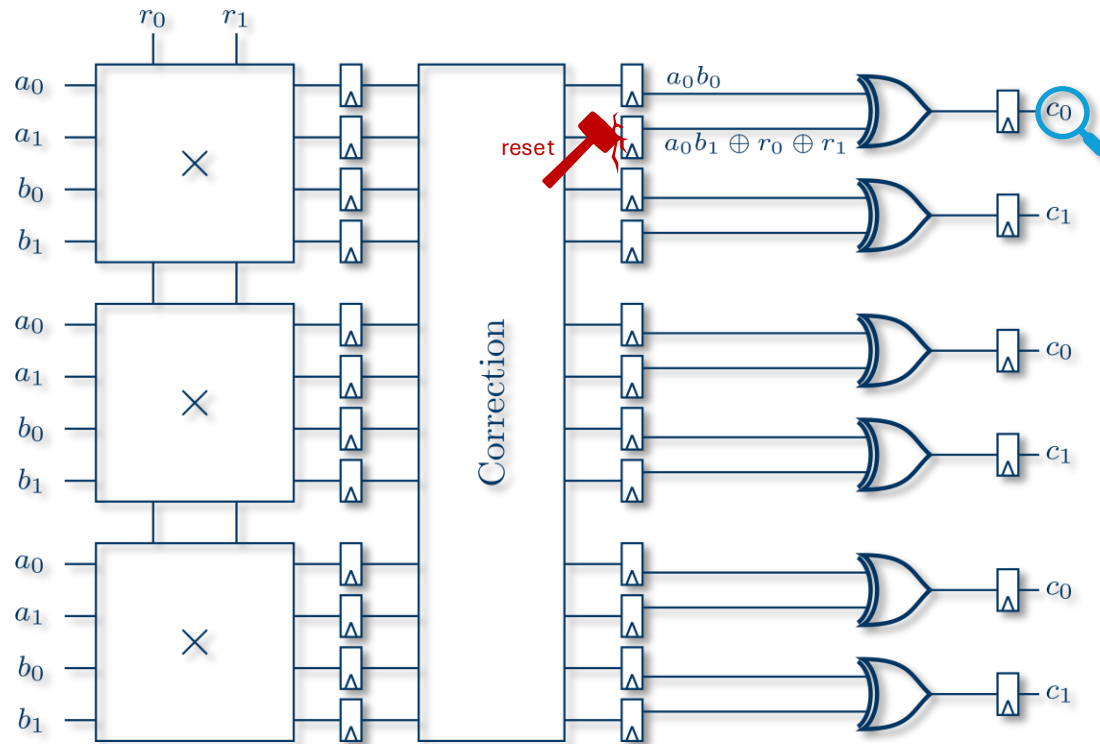 r₀ r₁
a₀
a₁
b₀
b₁
×
reset
a₀b₀
a₀b₁ ⊕ r₀ ⊕ r₁
c₀
c₁
a₀
a₁
b₀
b₁
×
Correction
c₀
c₁
a₀
a₁
b₀
b₁
×
c₀
c₁